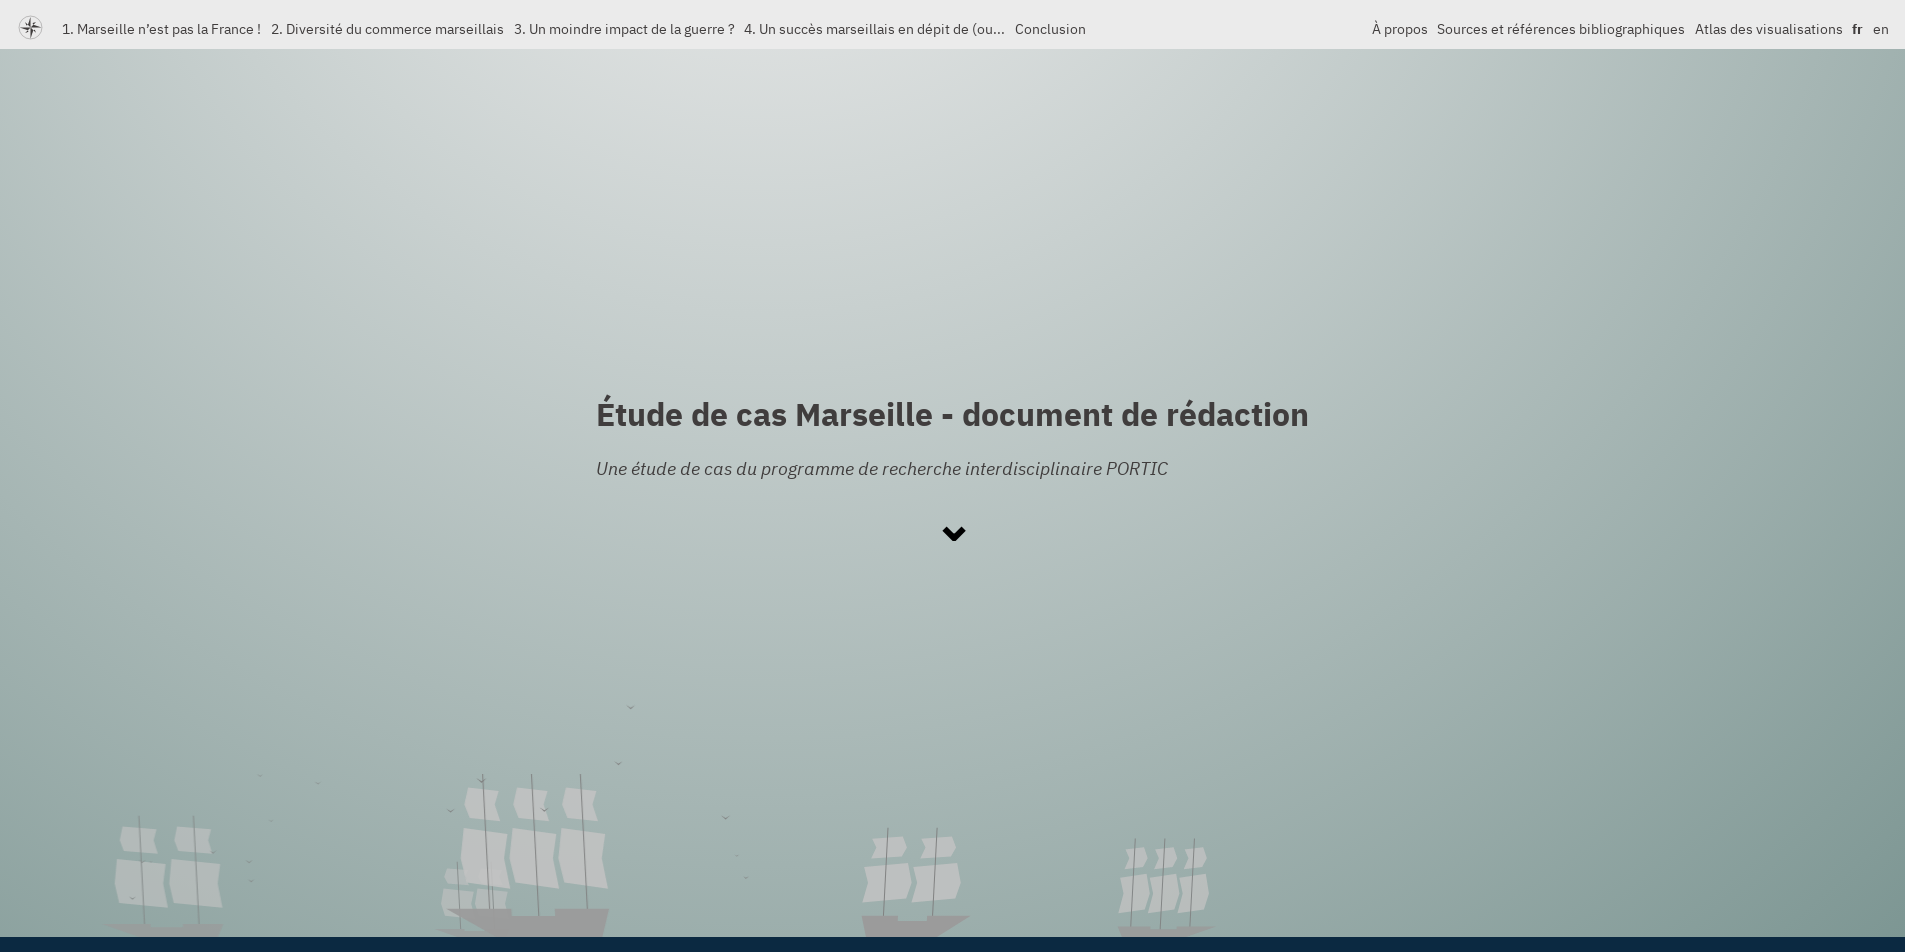 1. Marseille n’est pas la France ! 2. Diversité du commerce marseillais 3. Un moindre impact de la guerre ? 4. Un succès marseillais en dépit de (ou... Conclusion À propos Sources et références bibliographiques Atlas des visualisations fr en
Étude de cas Marseille - document de rédaction
Une étude de cas du programme de recherche interdisciplinaire PORTIC